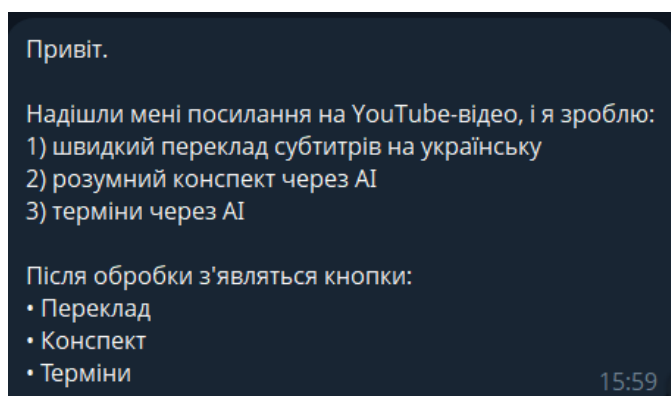 Привіт.
Надішли мені посилання на YouTube-відео, і я зроблю:
1) швидкий переклад субтитрів на українську
2) розумний конспект через AI
3) терміни через AI
Після обробки з'являться кнопки:
• Переклад
• Конспект
• Терміни
15:59